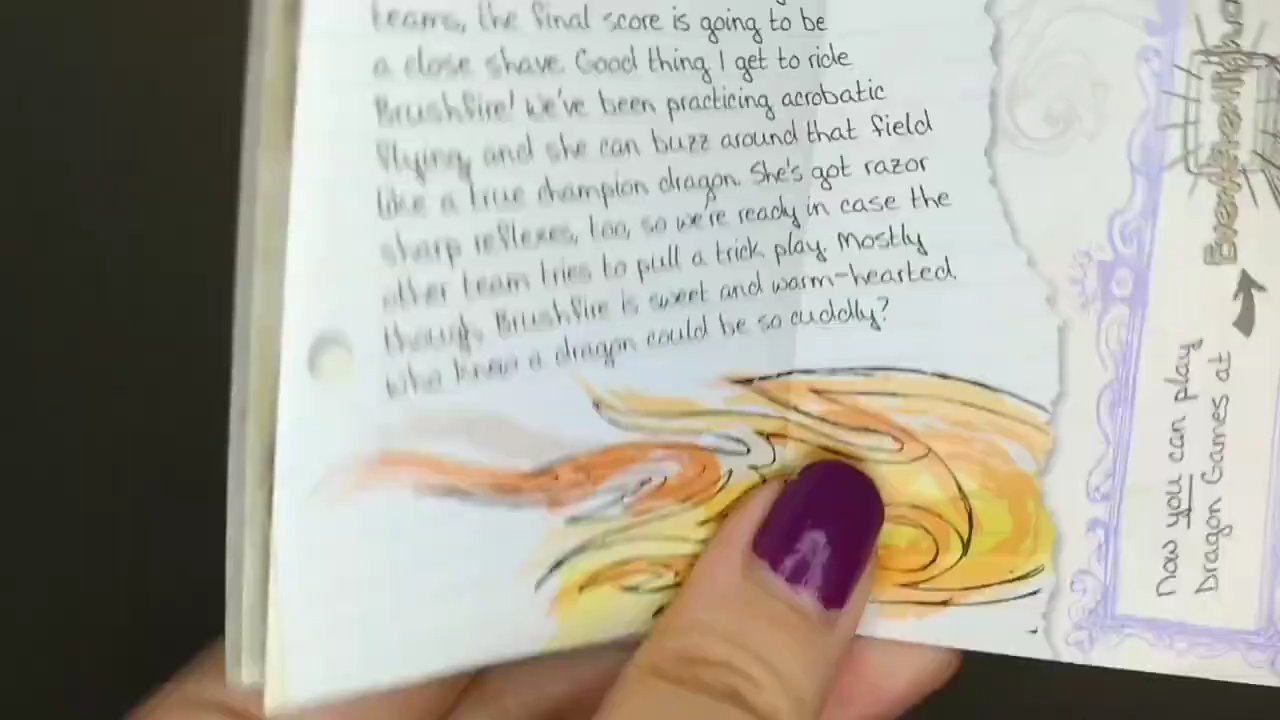 teams, the final score is going to be
a close shave. Good thing I get to ride
Brushfire! We've been practicing acrobatic
flying, and she can buzz around that field
like a true champion dragon. She's got razor
sharp reflexes, too, so we're ready in case the
other team tries to pull a trick play. Mostly
though, Brushfire is sweet and warm-hearted.
Who knew a dragon could be so cuddly?
Now you can play
Dragon Games at